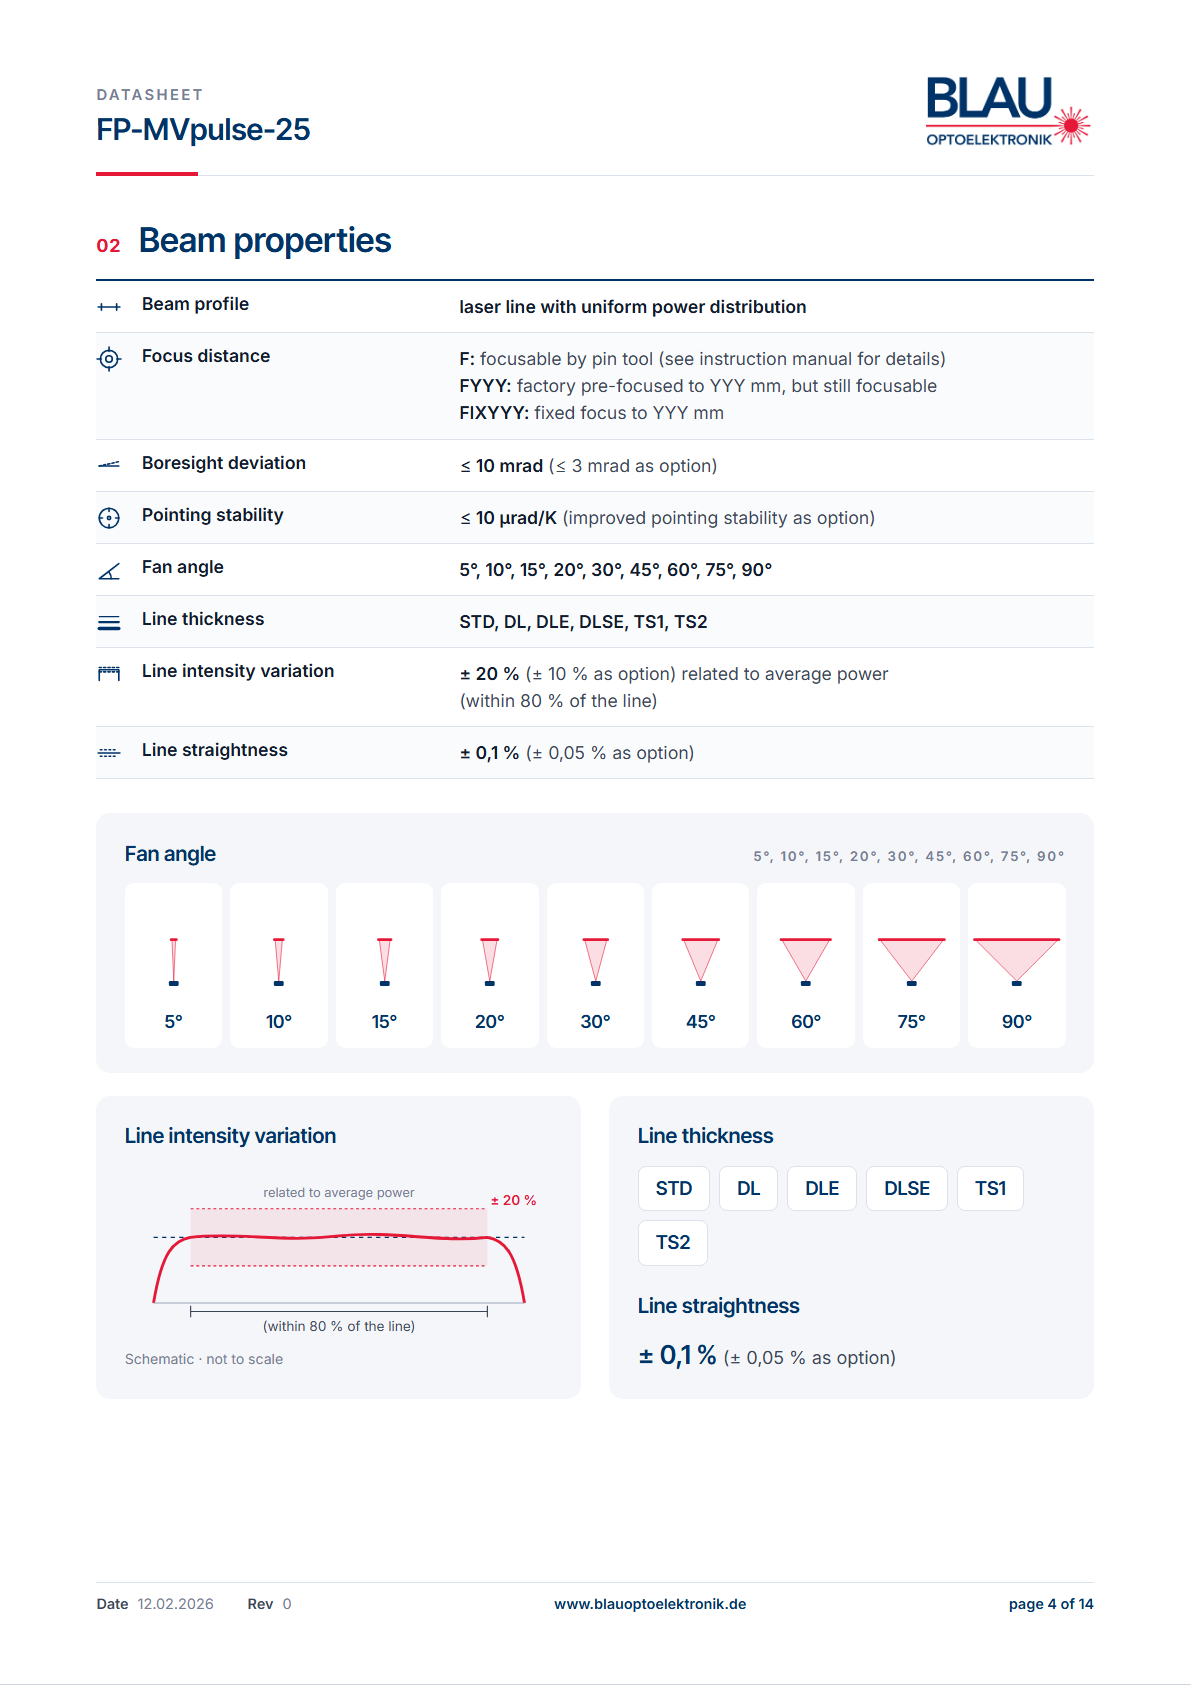 DATASHEET
FP-MVpulse-25
BLAU
OPTOELEKTRONIK
02 Beam properties
Beam profile laser line with uniform power distribution
Focus distance F: focusable by pin tool (see instruction manual for details)
FYYY: factory pre-focused to YYY mm, but still focusable
FIXYYY: fixed focus to YYY mm
Boresight deviation ≤ 10 mrad (≤ 3 mrad as option)
Pointing stability ≤ 10 µrad/K (improved pointing stability as option)
Fan angle 5°, 10°, 15°, 20°, 30°, 45°, 60°, 75°, 90°
Line thickness STD, DL, DLE, DLSE, TS1, TS2
Line intensity variation ± 20 % (± 10 % as option) related to average power
(within 80 % of the line)
Line straightness ± 0,1 % (± 0,05 % as option)
Fan angle 5°, 10°, 15°, 20°, 30°, 45°, 60°, 75°, 90°
5° 10° 15° 20° 30° 45° 60° 75° 90°
Line intensity variation
related to average power
± 20 %
(within 80 % of the line)
Schematic · not to scale
Line thickness
STD DL DLE DLSE TS1
TS2
Line straightness
± 0,1 % (± 0,05 % as option)
Date 12.02.2026 Rev 0 www.blauoptoelektronik.de page 4 of 14